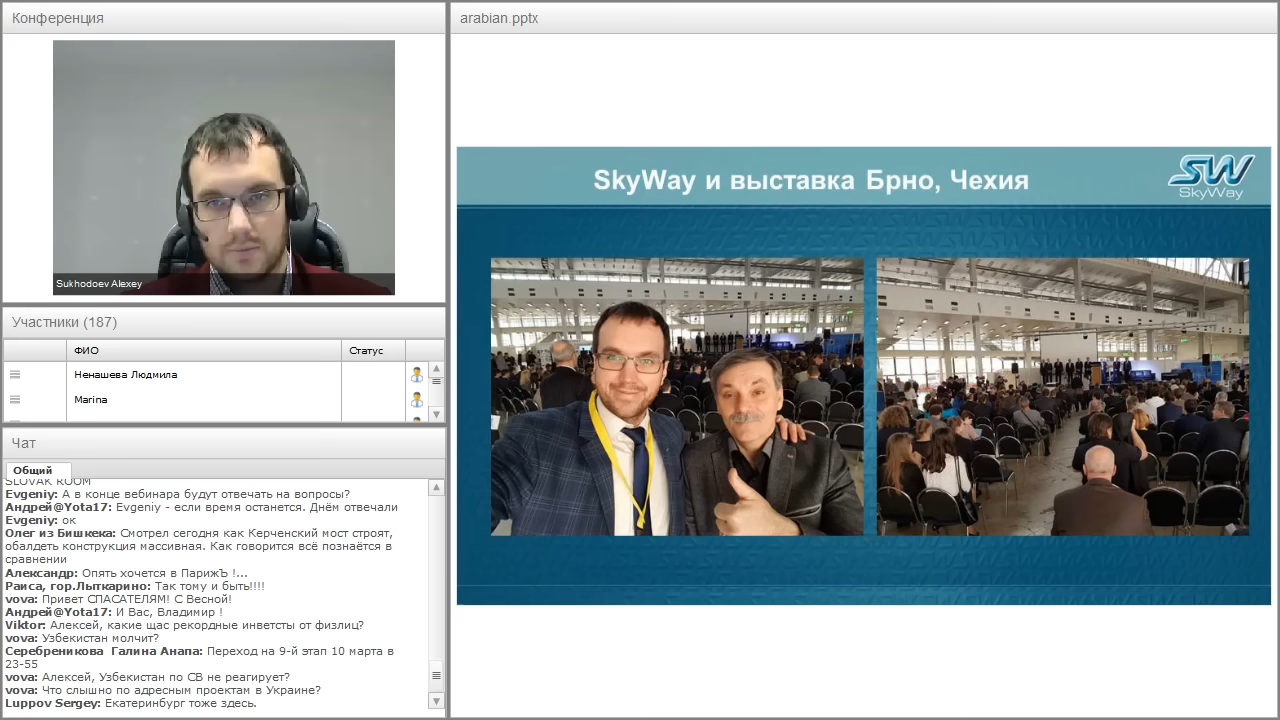 Конференция
Sukhodoev Alexey
Участники (187)
ФИО
Статус
Ненашева Людмила
Marina
Чат
Общий
SLOVAK ROOM
Evgeniy: А в конце вебинара будут отвечать на вопросы?
Андрей@Yota17: Evgeniy - если время останется. Днём отвечали
Evgeniy: ок
Олег из Бишкека: Смотрел сегодня как Керченский мост строят,
обалдеть конструкция массивная. Как говорится всё познаётся в
сравнении
Александр: Опять хочется в ПарижЪ !...
Раиса, гор.Лыткарино: Так тому и быть!!!!
vova: Привет СПАСАТЕЛЯМ! С Весной!
Андрей@Yota17: И Вас, Владимир !
Viktor: Алексей, какие щас рекордные инветсты от физлиц?
vova: Узбекистан молчит?
Серебреникова Галина Анапа: Переход на 9-й этап 10 марта в
23-55
vova: Алексей, Узбекистан по СВ не реагирует?
vova: Что слышно по адресным проектам в Украине?
Luppov Sergey: Екатеринбург тоже здесь.
arabian.pptx
SkyWay и выставка Брно, Чехия
SW
SkyWay